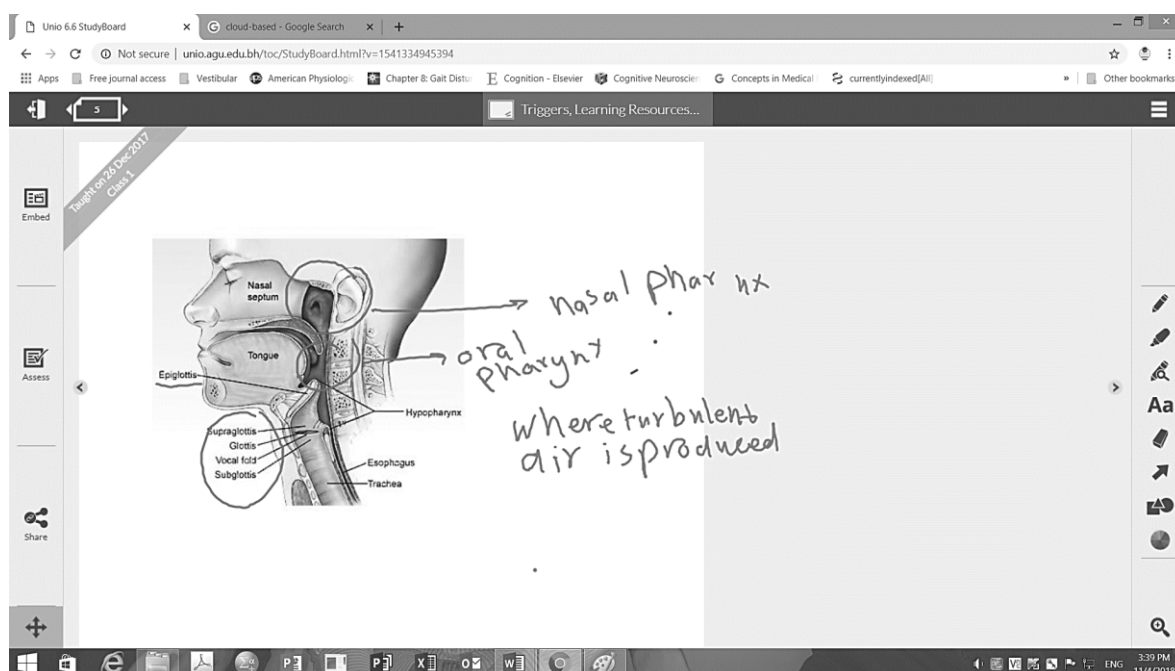 Unio 6.6 StudyBoard
cloud-based - Google Search
Not secure | unio.agu.edu.bh/toc/StudyBoard.html?v=1541334945394
Apps Free journal access Vestibular American Physiologic Chapter 8: Gait Distu Cognition - Elsevier Cognitive Neuroscien Concepts in Medical currentlyindexed[All] » Other bookmarks
5
Triggers, Learning Resources...
Taught on 26 Dec 2017
Class 1
Embed
Assess
Share
Nasal
septum
Tongue
Epiglottis
Hypopharynx
Supraglottis
Glottis
Vocal fold
Subglottis
Esophagus
Trachea
nasal pharynx
oral
pharynx
where turbulent
air is produced
Aa
ENG
3:39 PM